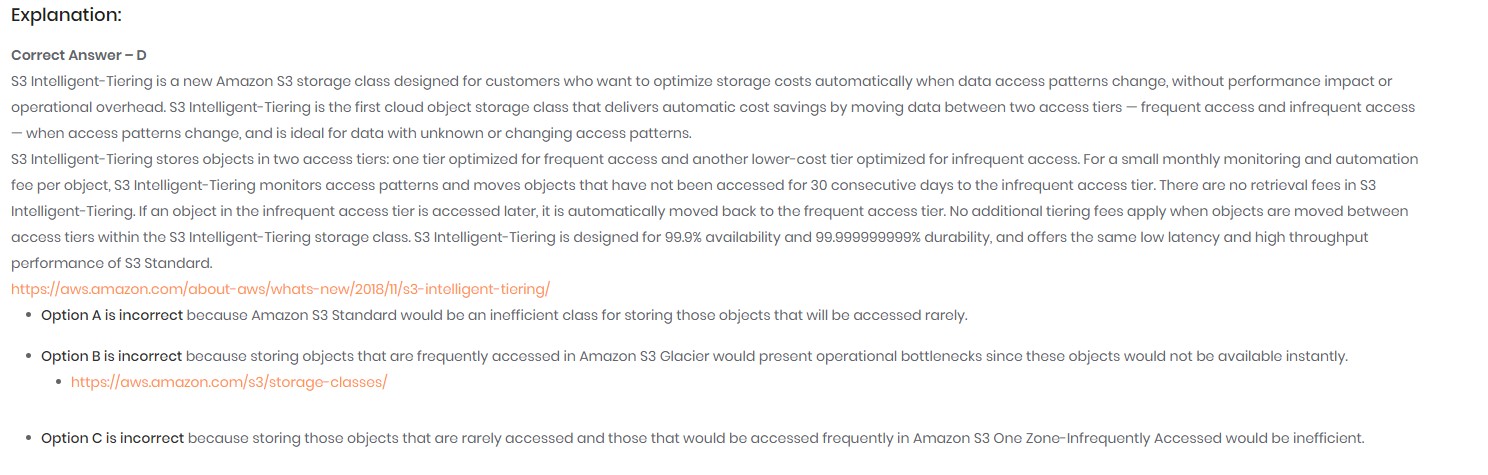 Explanation:
Correct Answer – D
S3 Intelligent-Tiering is a new Amazon S3 storage class designed for customers who want to optimize storage costs automatically when data access patterns change, without performance impact or
operational overhead. S3 Intelligent-Tiering is the first cloud object storage class that delivers automatic cost savings by moving data between two access tiers — frequent access and infrequent access
— when access patterns change, and is ideal for data with unknown or changing access patterns.
S3 Intelligent-Tiering stores objects in two access tiers: one tier optimized for frequent access and another lower-cost tier optimized for infrequent access. For a small monthly monitoring and automation
fee per object, S3 Intelligent-Tiering monitors access patterns and moves objects that have not been accessed for 30 consecutive days to the infrequent access tier. There are no retrieval fees in S3
Intelligent-Tiering. If an object in the infrequent access tier is accessed later, it is automatically moved back to the frequent access tier. No additional tiering fees apply when objects are moved between
access tiers within the S3 Intelligent-Tiering storage class. S3 Intelligent-Tiering is designed for 99.9% availability and 99.999999999% durability, and offers the same low latency and high throughput
performance of S3 Standard.
https://aws.amazon.com/about-aws/whats-new/2018/11/s3-intelligent-tiering/
• Option A is incorrect because Amazon S3 Standard would be an inefficient class for storing those objects that will be accessed rarely.
• Option B is incorrect because storing objects that are frequently accessed in Amazon S3 Glacier would present operational bottlenecks since these objects would not be available instantly.
• https://aws.amazon.com/s3/storage-classes/
• Option C is incorrect because storing those objects that are rarely accessed and those that would be accessed frequently in Amazon S3 One Zone-Infrequently Accessed would be inefficient.